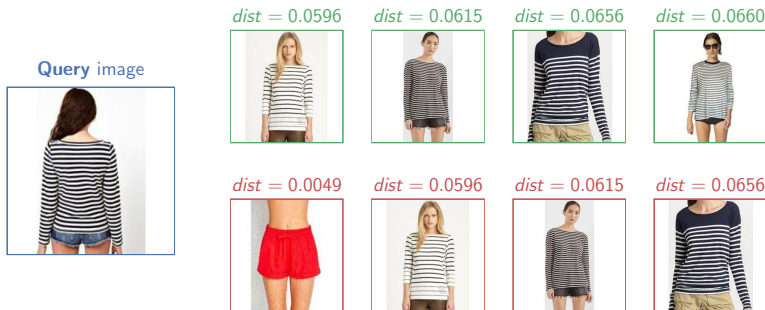 dist = 0.0596 dist = 0.0615 dist = 0.0656 dist = 0.0660
Query image
dist = 0.0049 dist = 0.0596 dist = 0.0615 dist = 0.0656